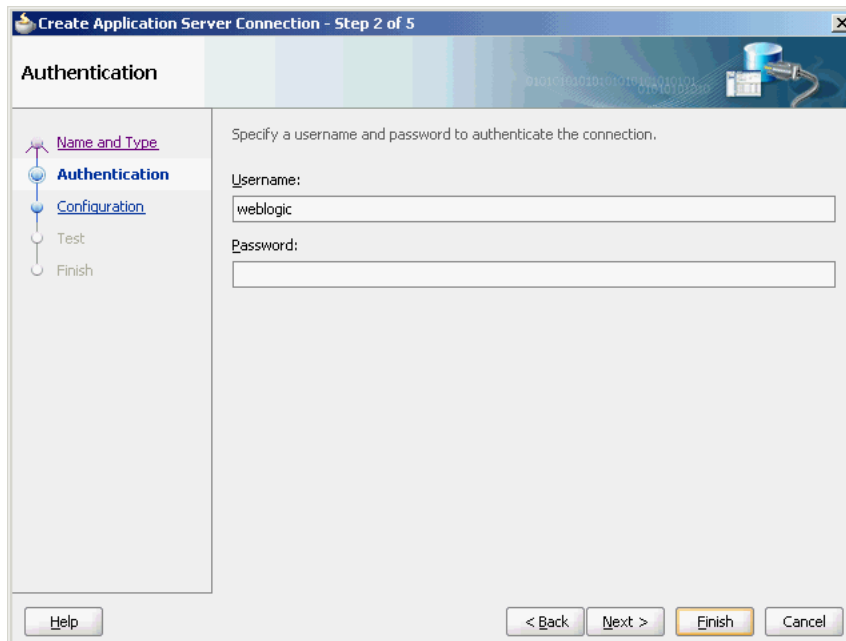 Create Application Server Connection - Step 2 of 5
Authentication
Name and Type
Authentication
Configuration
Test
Finish
Specify a username and password to authenticate the connection.
Username:
weblogic
Password:
Help
< Back
Next >
Finish
Cancel